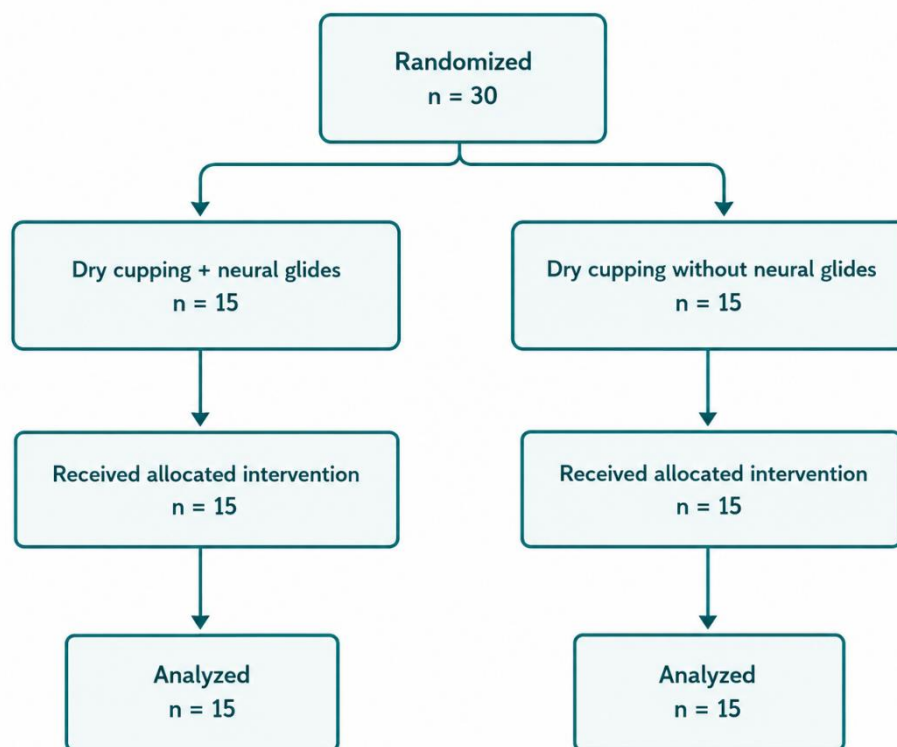 Randomized
n = 30
Dry cupping + neural glides
n = 15
Dry cupping without neural glides
n = 15
Received allocated intervention
n = 15
Received allocated intervention
n = 15
Analyzed
n = 15
Analyzed
n = 15